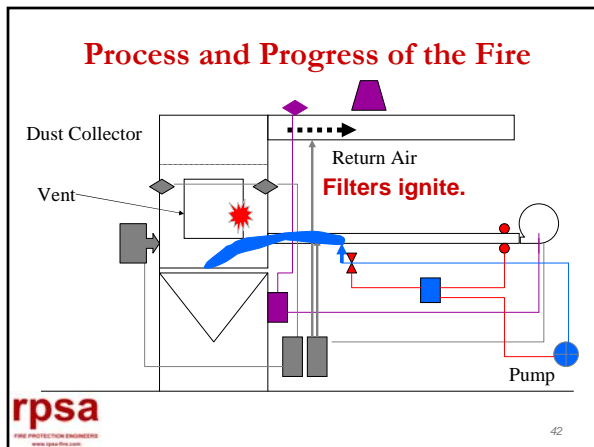 Process and Progress of the Fire
Dust Collector
Return Air
Vent
Filters ignite.
Pump
rpsa
FIRE PROTECTION ENGINEERS
www.rpsa-fire.com
42